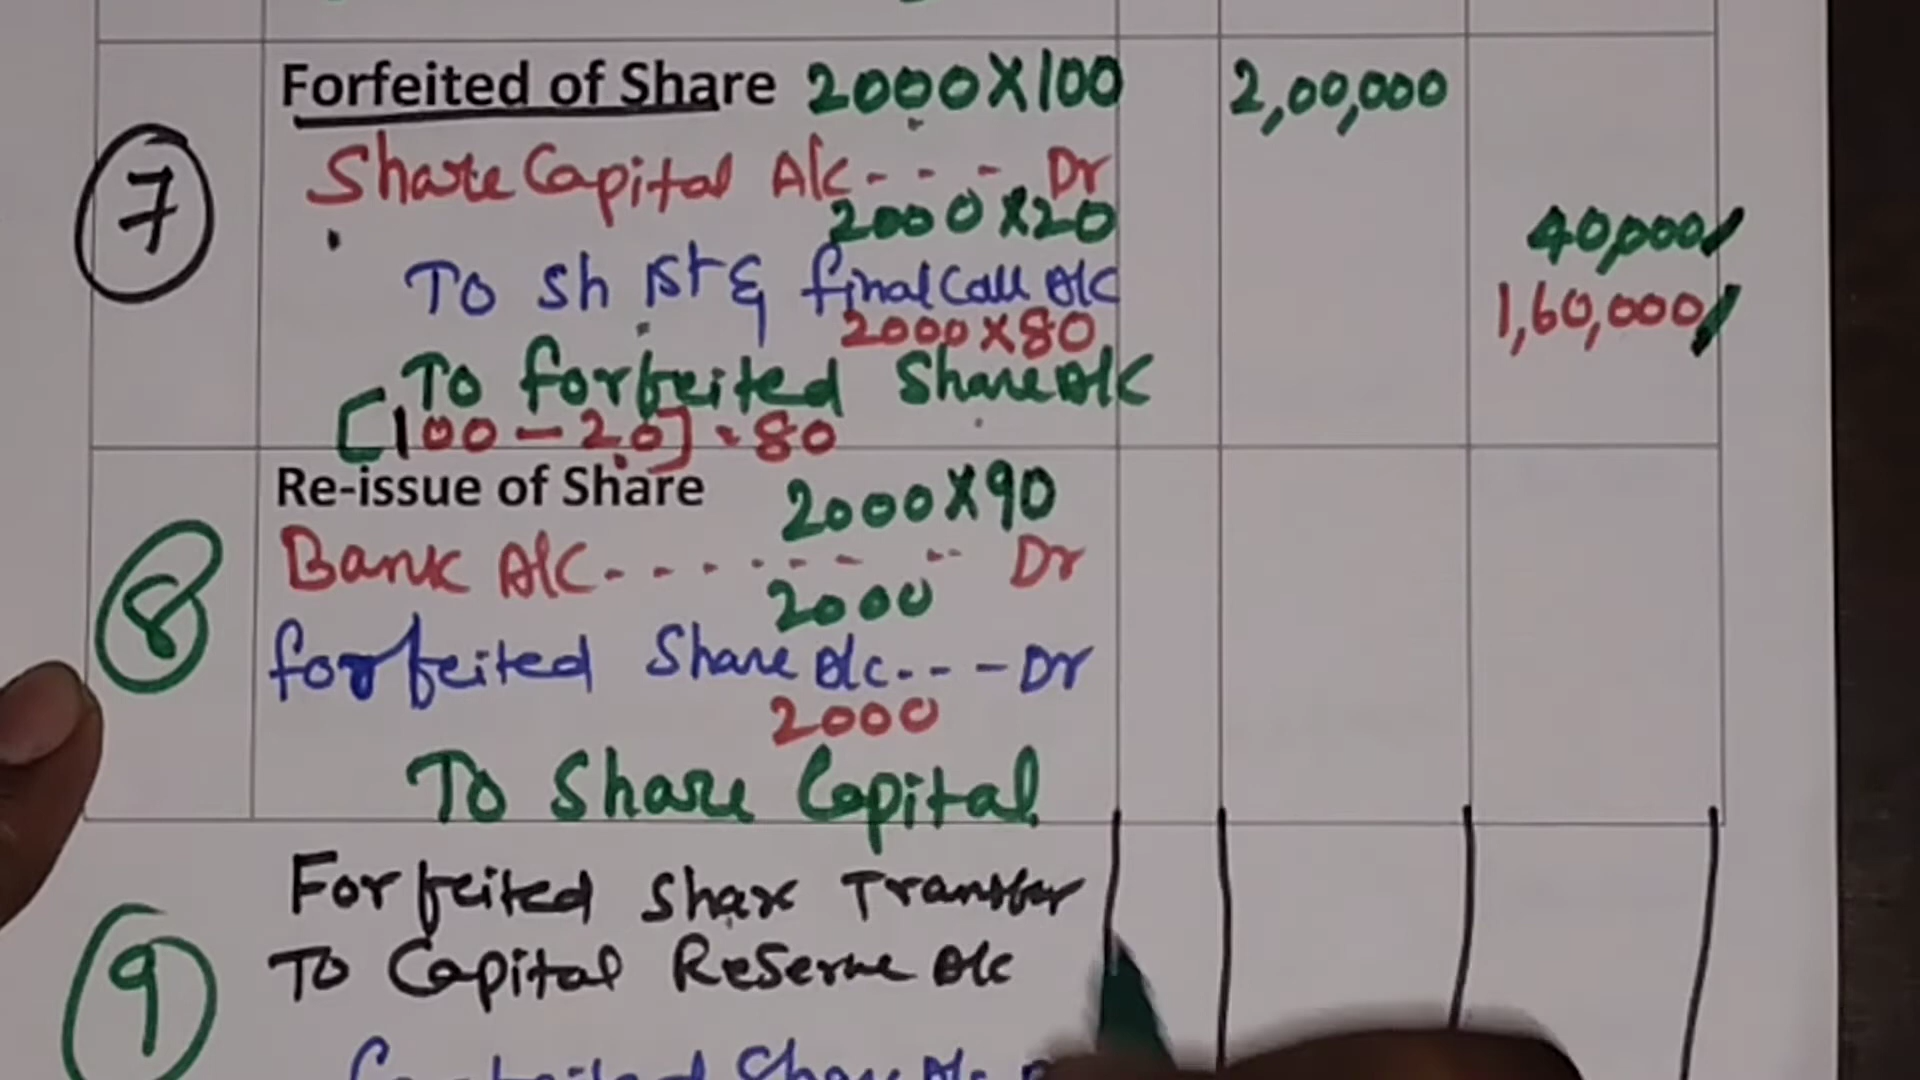 Forfeited of Share 2000X100 2,00,000
7
Share Capital A/c - - - Dr
2000X20 40,000/
To Sh Ist & final Call A/c 1,60,000/
2000X80
To forfeited Share A/c
[100-20] = 80
Re-issue of Share 2000X90
8
Bank A/c - - - - - - - - Dr
2000
forfeited Share A/c - - - Dr
2000
To Share Capital
Forfeited Share Transfer
To Capital Reserve A/c
9